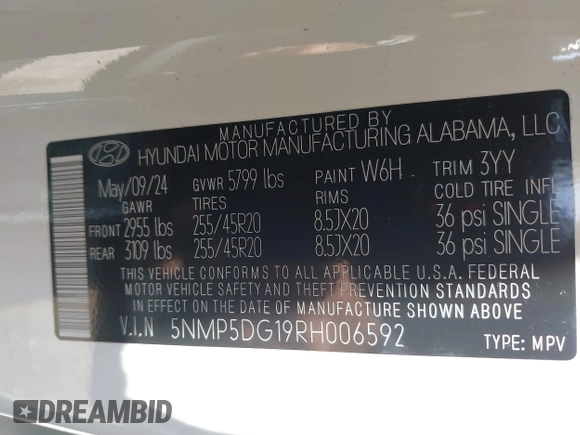 MANUFACTURED BY
HYUNDAI MOTOR MANUFACTURING ALABAMA, LLC
May/09/24 GVWR 5799 lbs PAINT W6H TRIM 3YY
GAWR TIRES RIMS COLD TIRE INFL
FRONT 2955 lbs 255/45R20 8.5JX20 36 psi SINGLE
REAR 3109 lbs 255/45R20 8.5JX20 36 psi SINGLE
THIS VEHICLE CONFORMS TO ALL APPLICABLE U.S.A. FEDERAL
MOTOR VEHICLE SAFETY AND THEFT PREVENTION STANDARDS
IN EFFECT ON THE DATE OF MANUFACTURE SHOWN ABOVE
V.I.N 5NMP5DG19RH006592
TYPE: MPV
DREAMBID